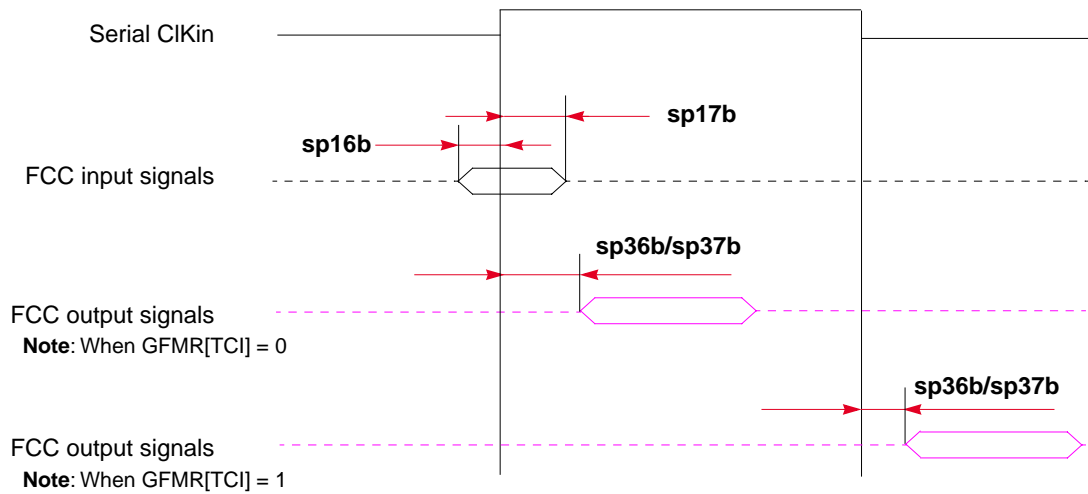 Serial ClKin
sp17b
sp16b
FCC input signals
sp36b/sp37b
FCC output signals
Note: When GFMR[TCI] = 0
sp36b/sp37b
FCC output signals
Note: When GFMR[TCI] = 1